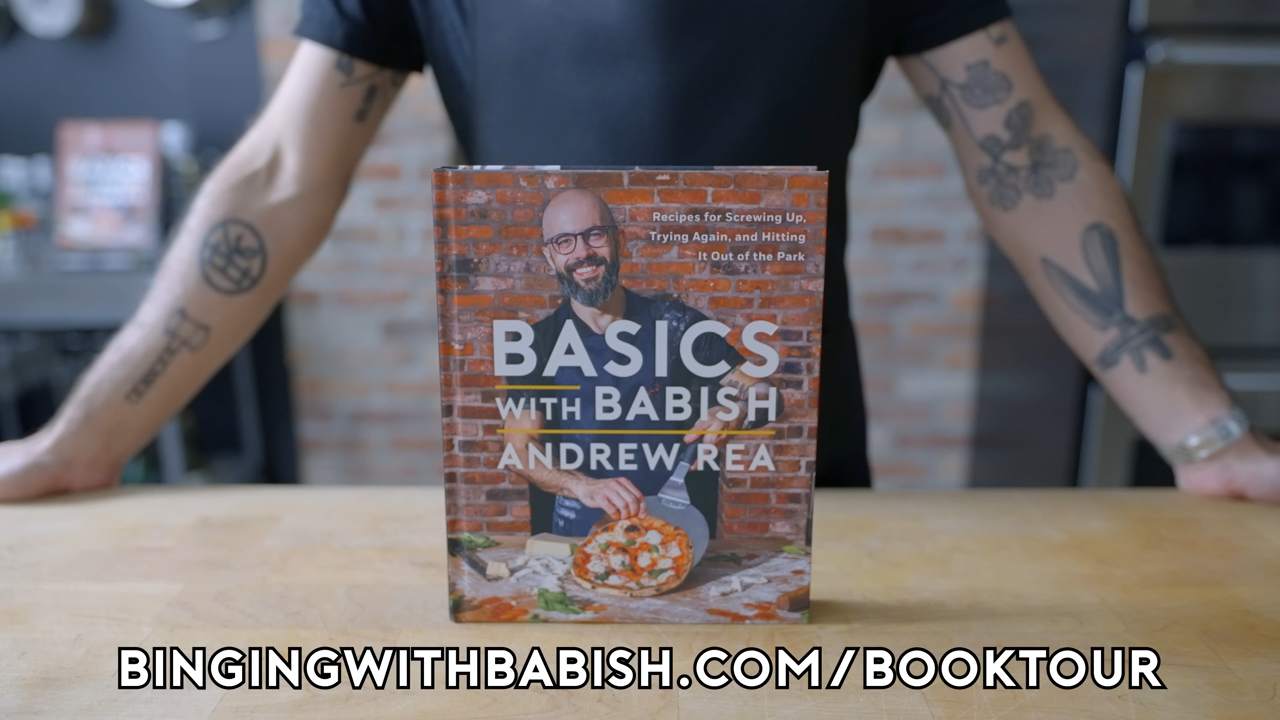 Recipes for Screwing Up,
Trying Again, and Hitting
It Out of the Park
BASICS
WITH BABISH
ANDREW REA
BINGINGWITHBABISH.COM/BOOKTOUR